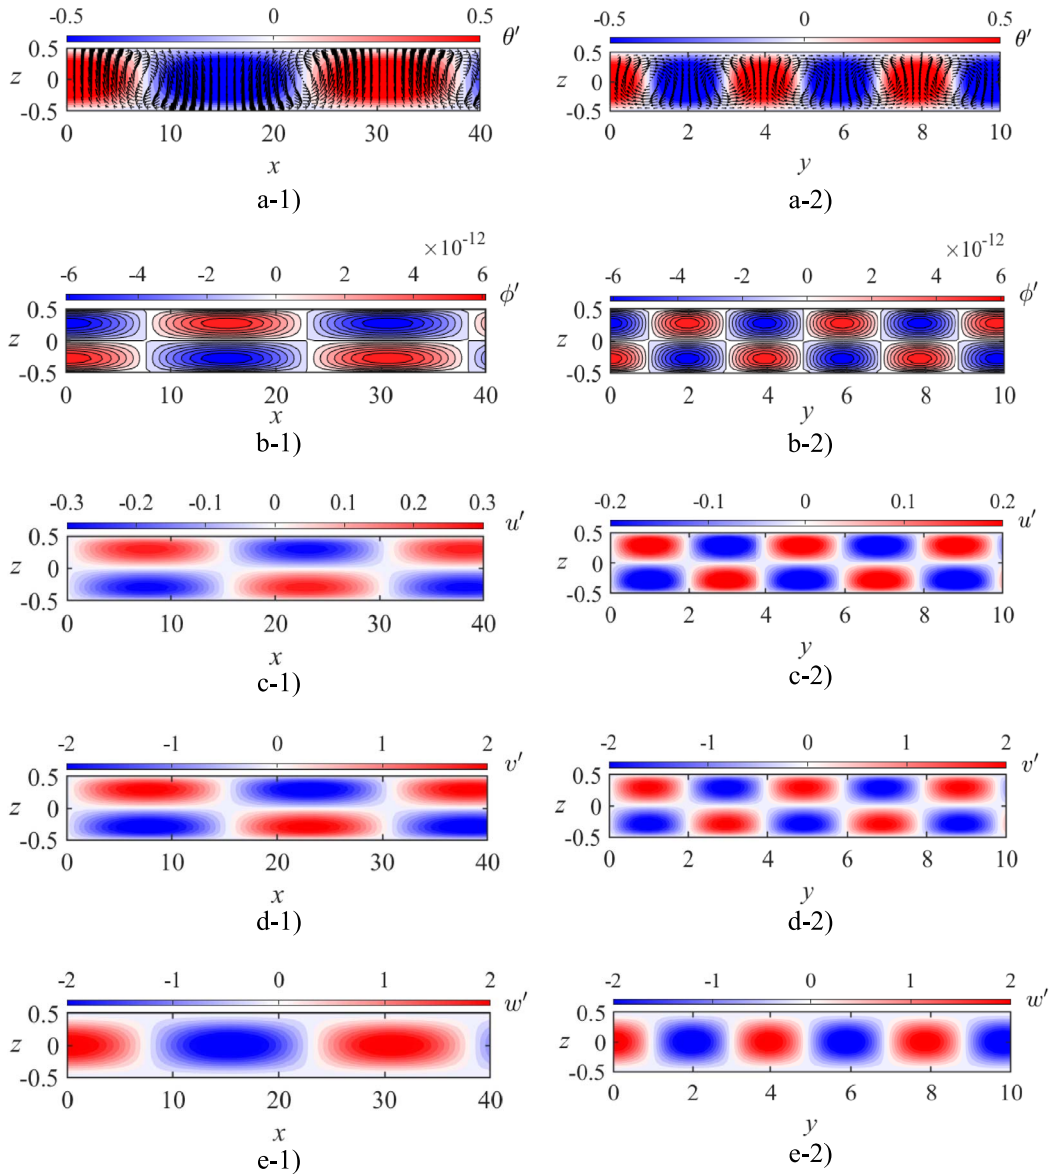 -0.5 0 0.5 θ′
0.5
z 0
-0.5
0 10 20 30 40
x
a-1)
-0.5 0 0.5 θ′
0.5
z 0
-0.5
0 2 4 6 8 10
y
a-2)
×10⁻¹²
-6 -4 -2 0 2 4 6 ϕ′
0.5
z 0
-0.5
0 10 20 30 40
x
b-1)
×10⁻¹²
-6 -4 -2 0 2 4 6 ϕ′
0.5
z 0
-0.5
2 4 6 8 10
y
b-2)
-0.3 -0.2 -0.1 0 0.1 0.2 0.3 u′
0.5
z 0
-0.5
0 10 20 30 40
x
c-1)
-0.2 -0.1 0 0.1 0.2 u′
0.5
z 0
-0.5
0 2 4 6 8 10
y
c-2)
-2 -1 0 1 2 v′
0.5
z 0
-0.5
0 10 20 30 40
x
d-1)
-2 -1 0 1 2 v′
0.5
z 0
-0.5
0 2 4 6 8 10
y
d-2)
-2 -1 0 1 2 w′
0.5
z 0
-0.5
0 10 20 30 40
x
e-1)
-2 -1 0 1 2 w′
0.5
z 0
-0.5
0 2 4 6 8 10
y
e-2)